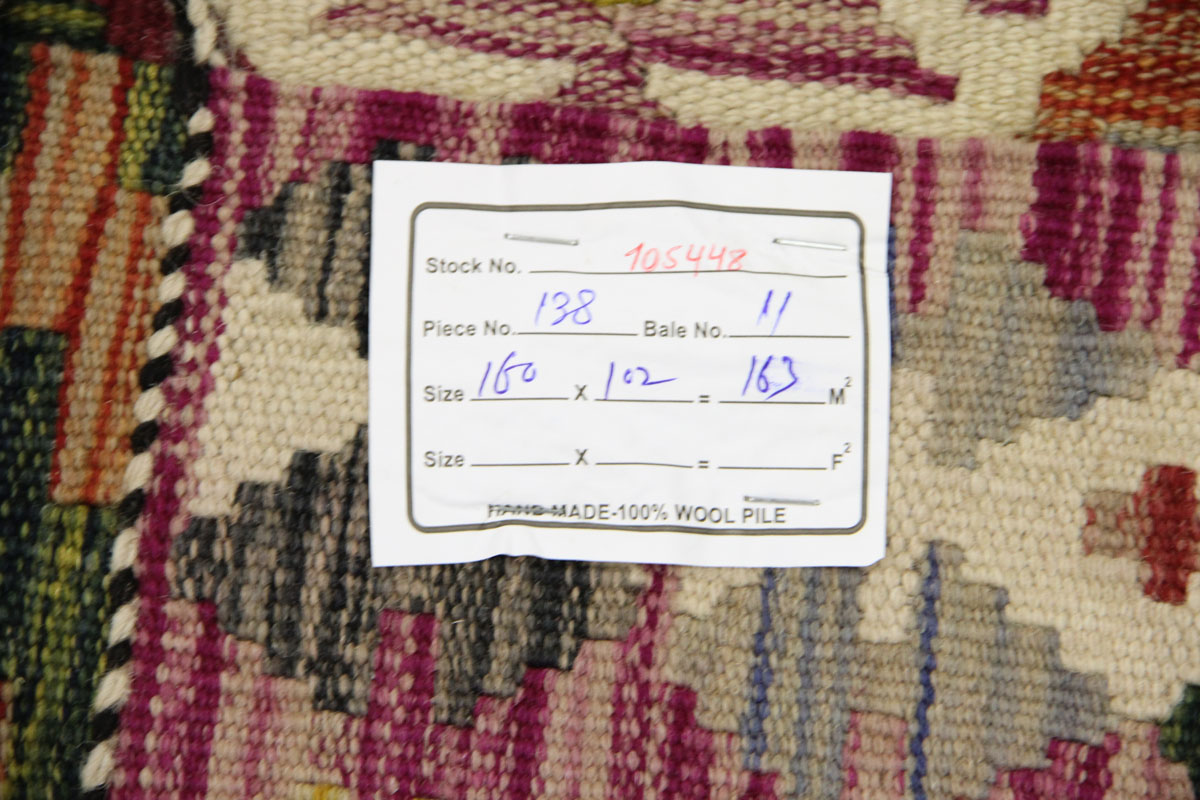 Stock No. 105448
Piece No. 138 Bale No. 11
Size 160 X 102 = 163 M²
Size X = F²
HAND MADE-100% WOOL PILE